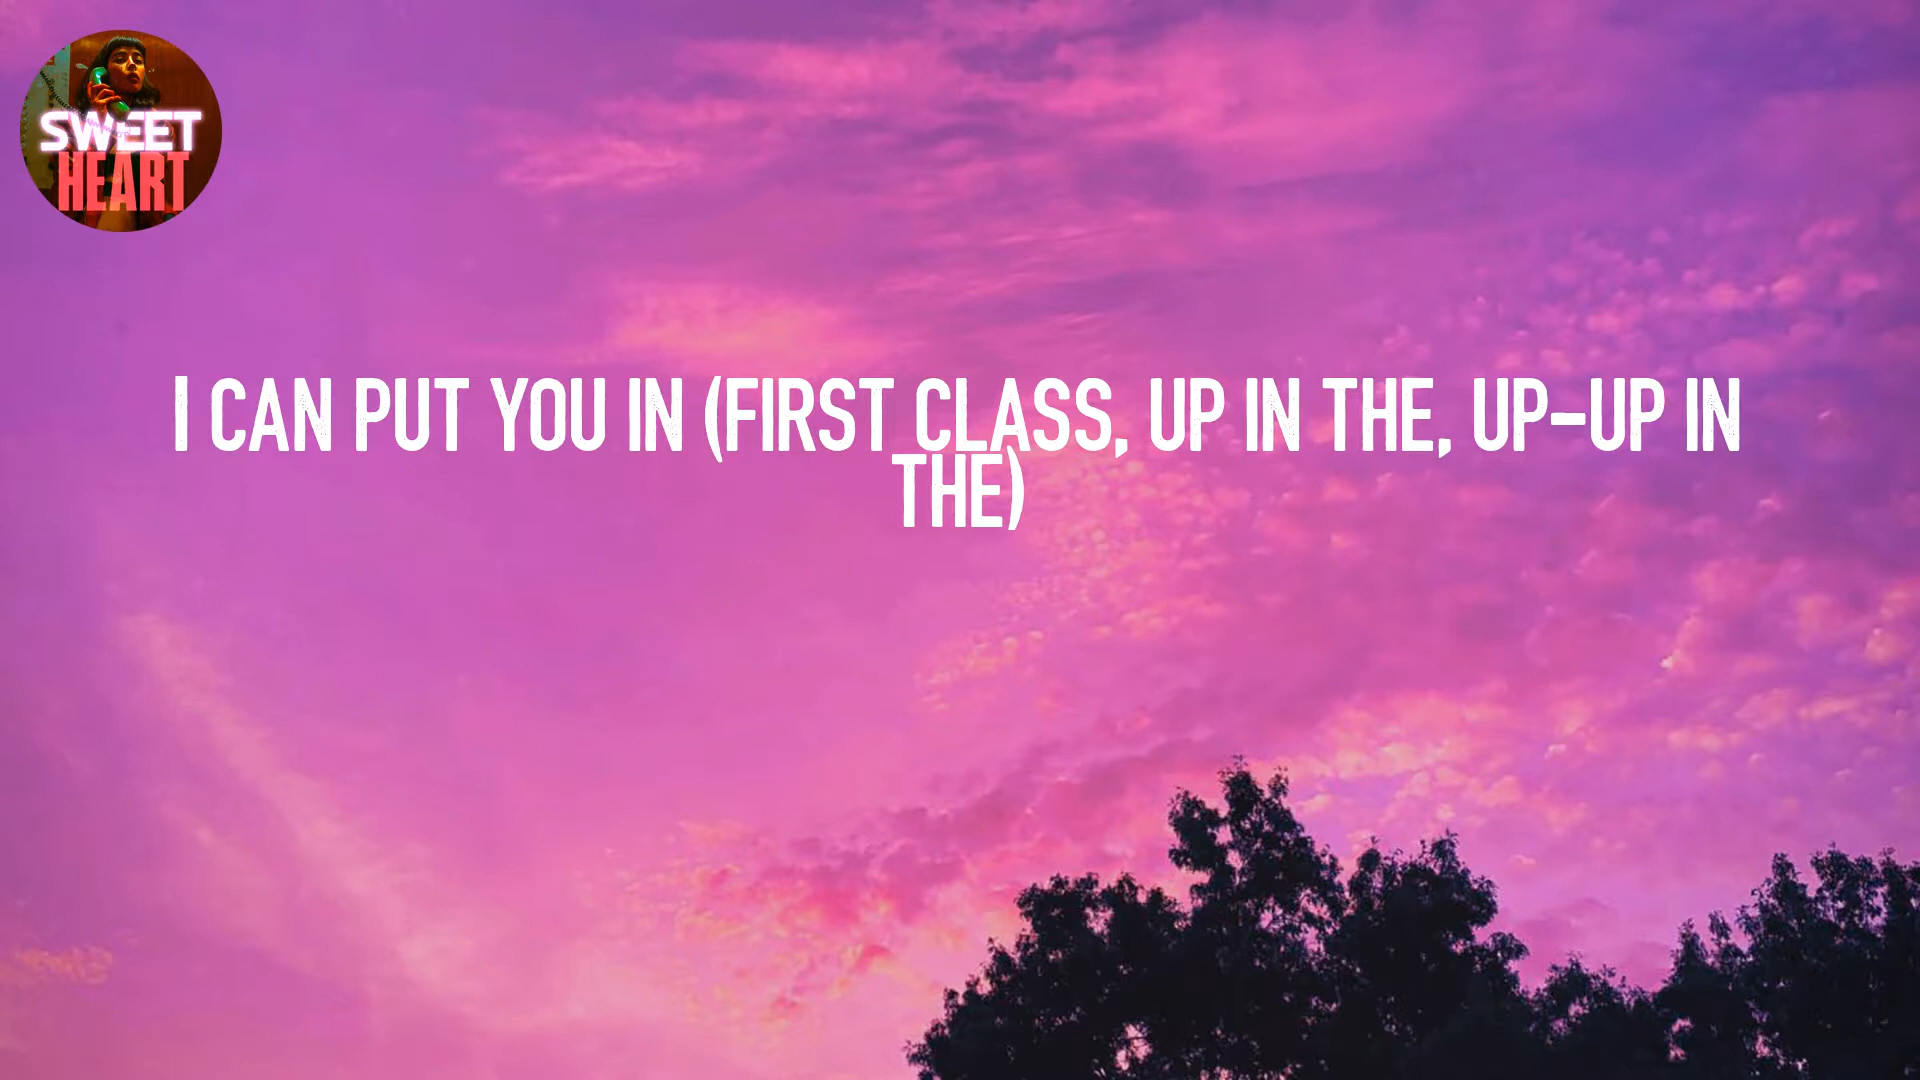 SWEET
HEART
I CAN PUT YOU IN (FIRST CLASS, UP IN THE, UP-UP IN
THE)